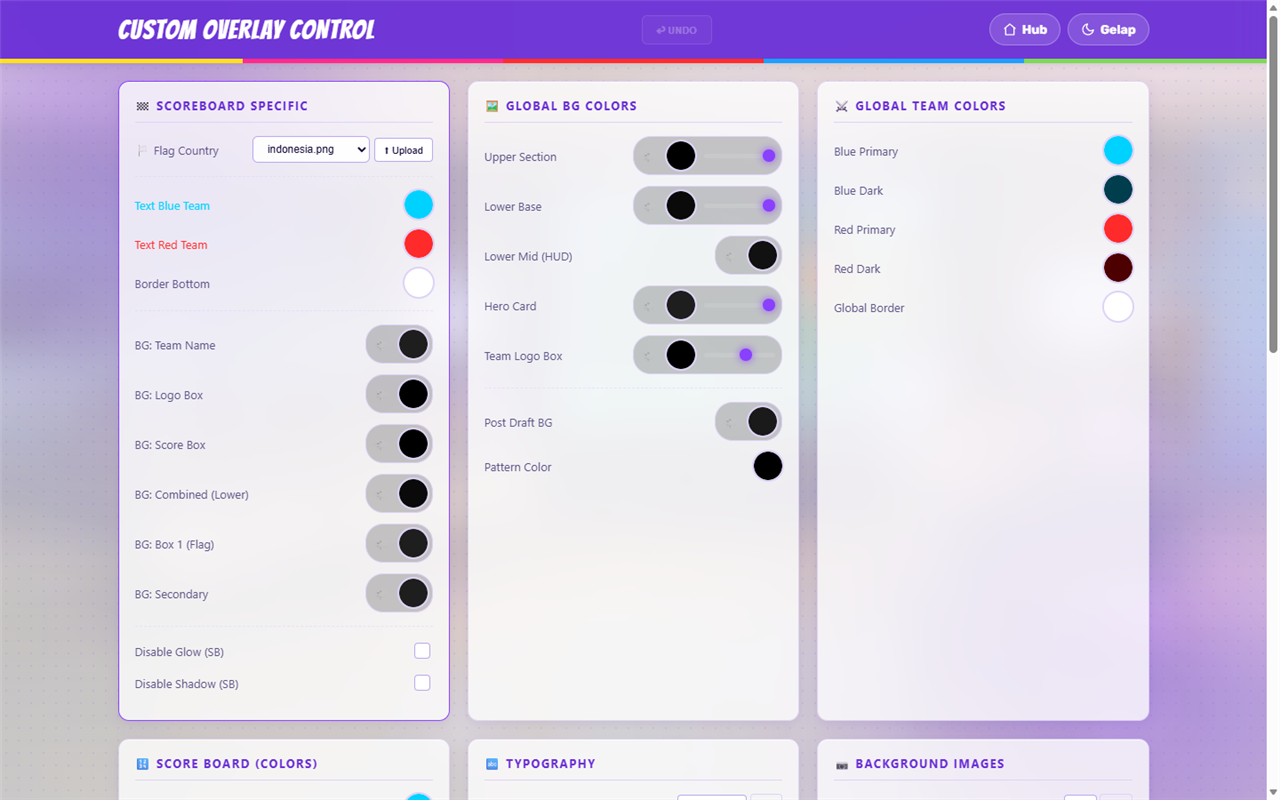 CUSTOM OVERLAY CONTROL
UNDO
Hub
Gelap
SCOREBOARD SPECIFIC
Flag Country
indonesia.png
Upload
Text Blue Team
Text Red Team
Border Bottom
BG: Team Name
BG: Logo Box
BG: Score Box
BG: Combined (Lower)
BG: Box 1 (Flag)
BG: Secondary
Disable Glow (SB)
Disable Shadow (SB)
GLOBAL BG COLORS
Upper Section
Lower Base
Lower Mid (HUD)
Hero Card
Team Logo Box
Post Draft BG
Pattern Color
GLOBAL TEAM COLORS
Blue Primary
Blue Dark
Red Primary
Red Dark
Global Border
SCORE BOARD (COLORS)
TYPOGRAPHY
BACKGROUND IMAGES